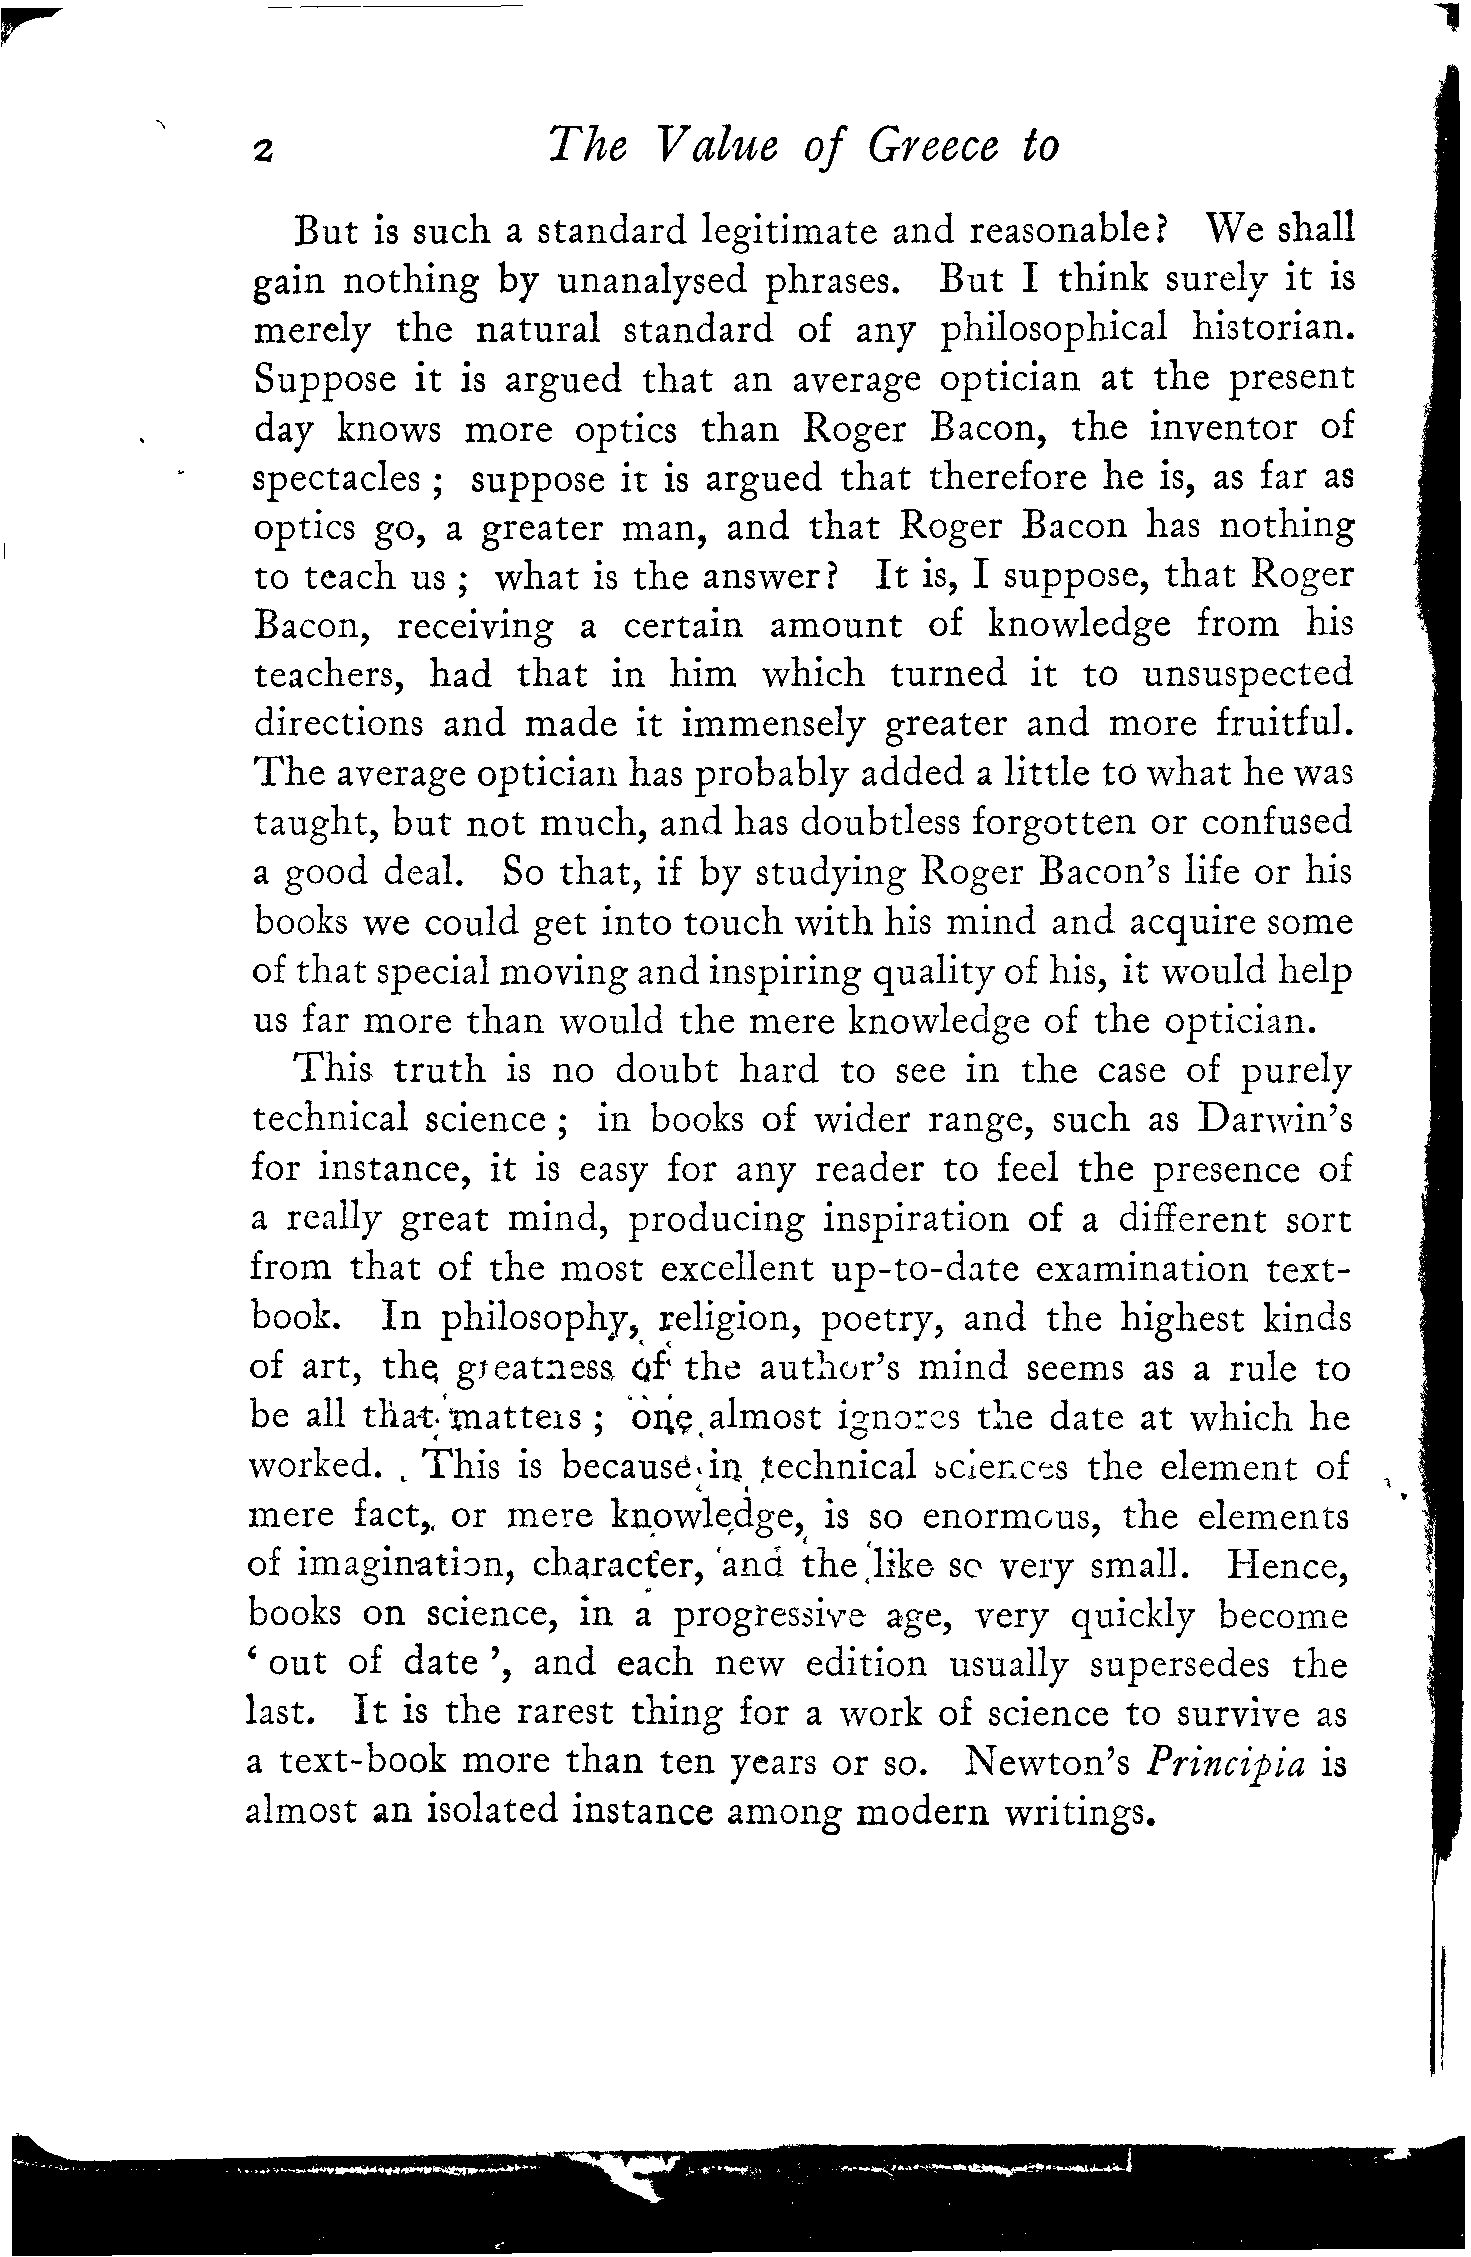 2 The Value of Greece to
But is such a standard legitimate and reasonable? We shall
gain nothing by unanalysed phrases. But I think surely it is
merely the natural standard of any philosophical historian.
Suppose it is argued that an average optician at the present
day knows more optics than Roger Bacon, the inventor of
spectacles ; suppose it is argued that therefore he is, as far as
optics go, a greater man, and that Roger Bacon has nothing
to teach us ; what is the answer? It is, I suppose, that Roger
Bacon, receiving a certain amount of knowledge from his
teachers, had that in him which turned it to unsuspected
directions and made it immensely greater and more fruitful.
The average optician has probably added a little to what he was
taught, but not much, and has doubtless forgotten or confused
a good deal. So that, if by studying Roger Bacon's life or his
books we could get into touch with his mind and acquire some
of that special moving and inspiring quality of his, it would help
us far more than would the mere knowledge of the optician.
This truth is no doubt hard to see in the case of purely
technical science ; in books of wider range, such as Darwin's
for instance, it is easy for any reader to feel the presence of
a really great mind, producing inspiration of a different sort
from that of the most excellent up-to-date examination text-
book. In philosophy, religion, poetry, and the highest kinds
of art, the greatness of the author's mind seems as a rule to
be all that matters ; one almost ignores the date at which he
worked. This is because in technical sciences the element of
mere fact, or mere knowledge, is so enormous, the elements
of imagination, character, and the like so very small. Hence,
books on science, in a progressive age, very quickly become
‘ out of date ’, and each new edition usually supersedes the
last. It is the rarest thing for a work of science to survive as
a text-book more than ten years or so. Newton's Principia is
almost an isolated instance among modern writings.